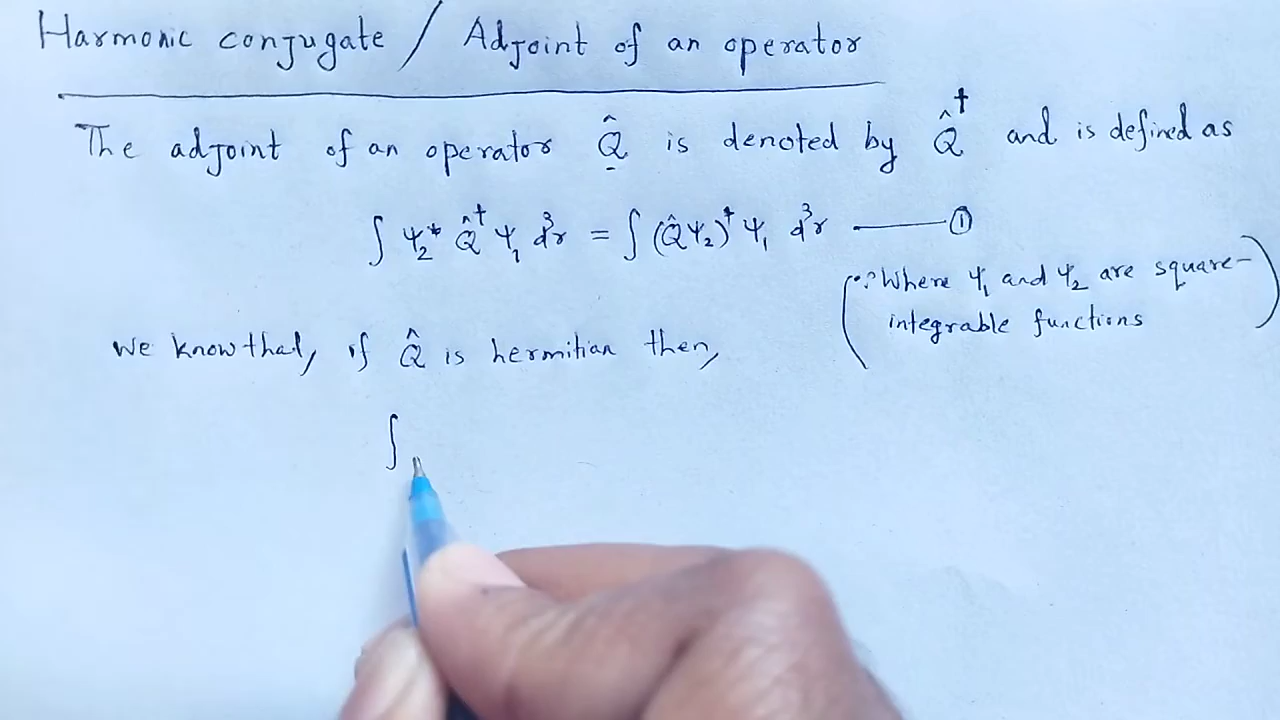 Harmonic conjugate / Adjoint of an operator
The adjoint of an operator Q̂ is denoted by Q̂† and is defined as
∫ ψ₂* Q̂† ψ₁ d³r = ∫ (Q̂ψ₂)† ψ₁ d³r —— ①
(∵ Where ψ₁ and ψ₂ are square-
integrable functions)
We know that, if Q̂ is hermitian then,
∫